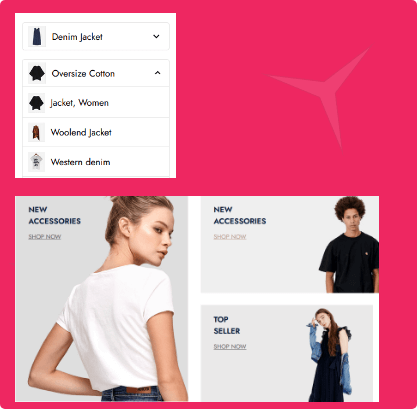 Denim Jacket
Oversize Cotton
Jacket, Women
Woolend Jacket
Western denim
NEW
ACCESSORIES
SHOP NOW
NEW
ACCESSORIES
SHOP NOW
TOP
SELLER
SHOP NOW